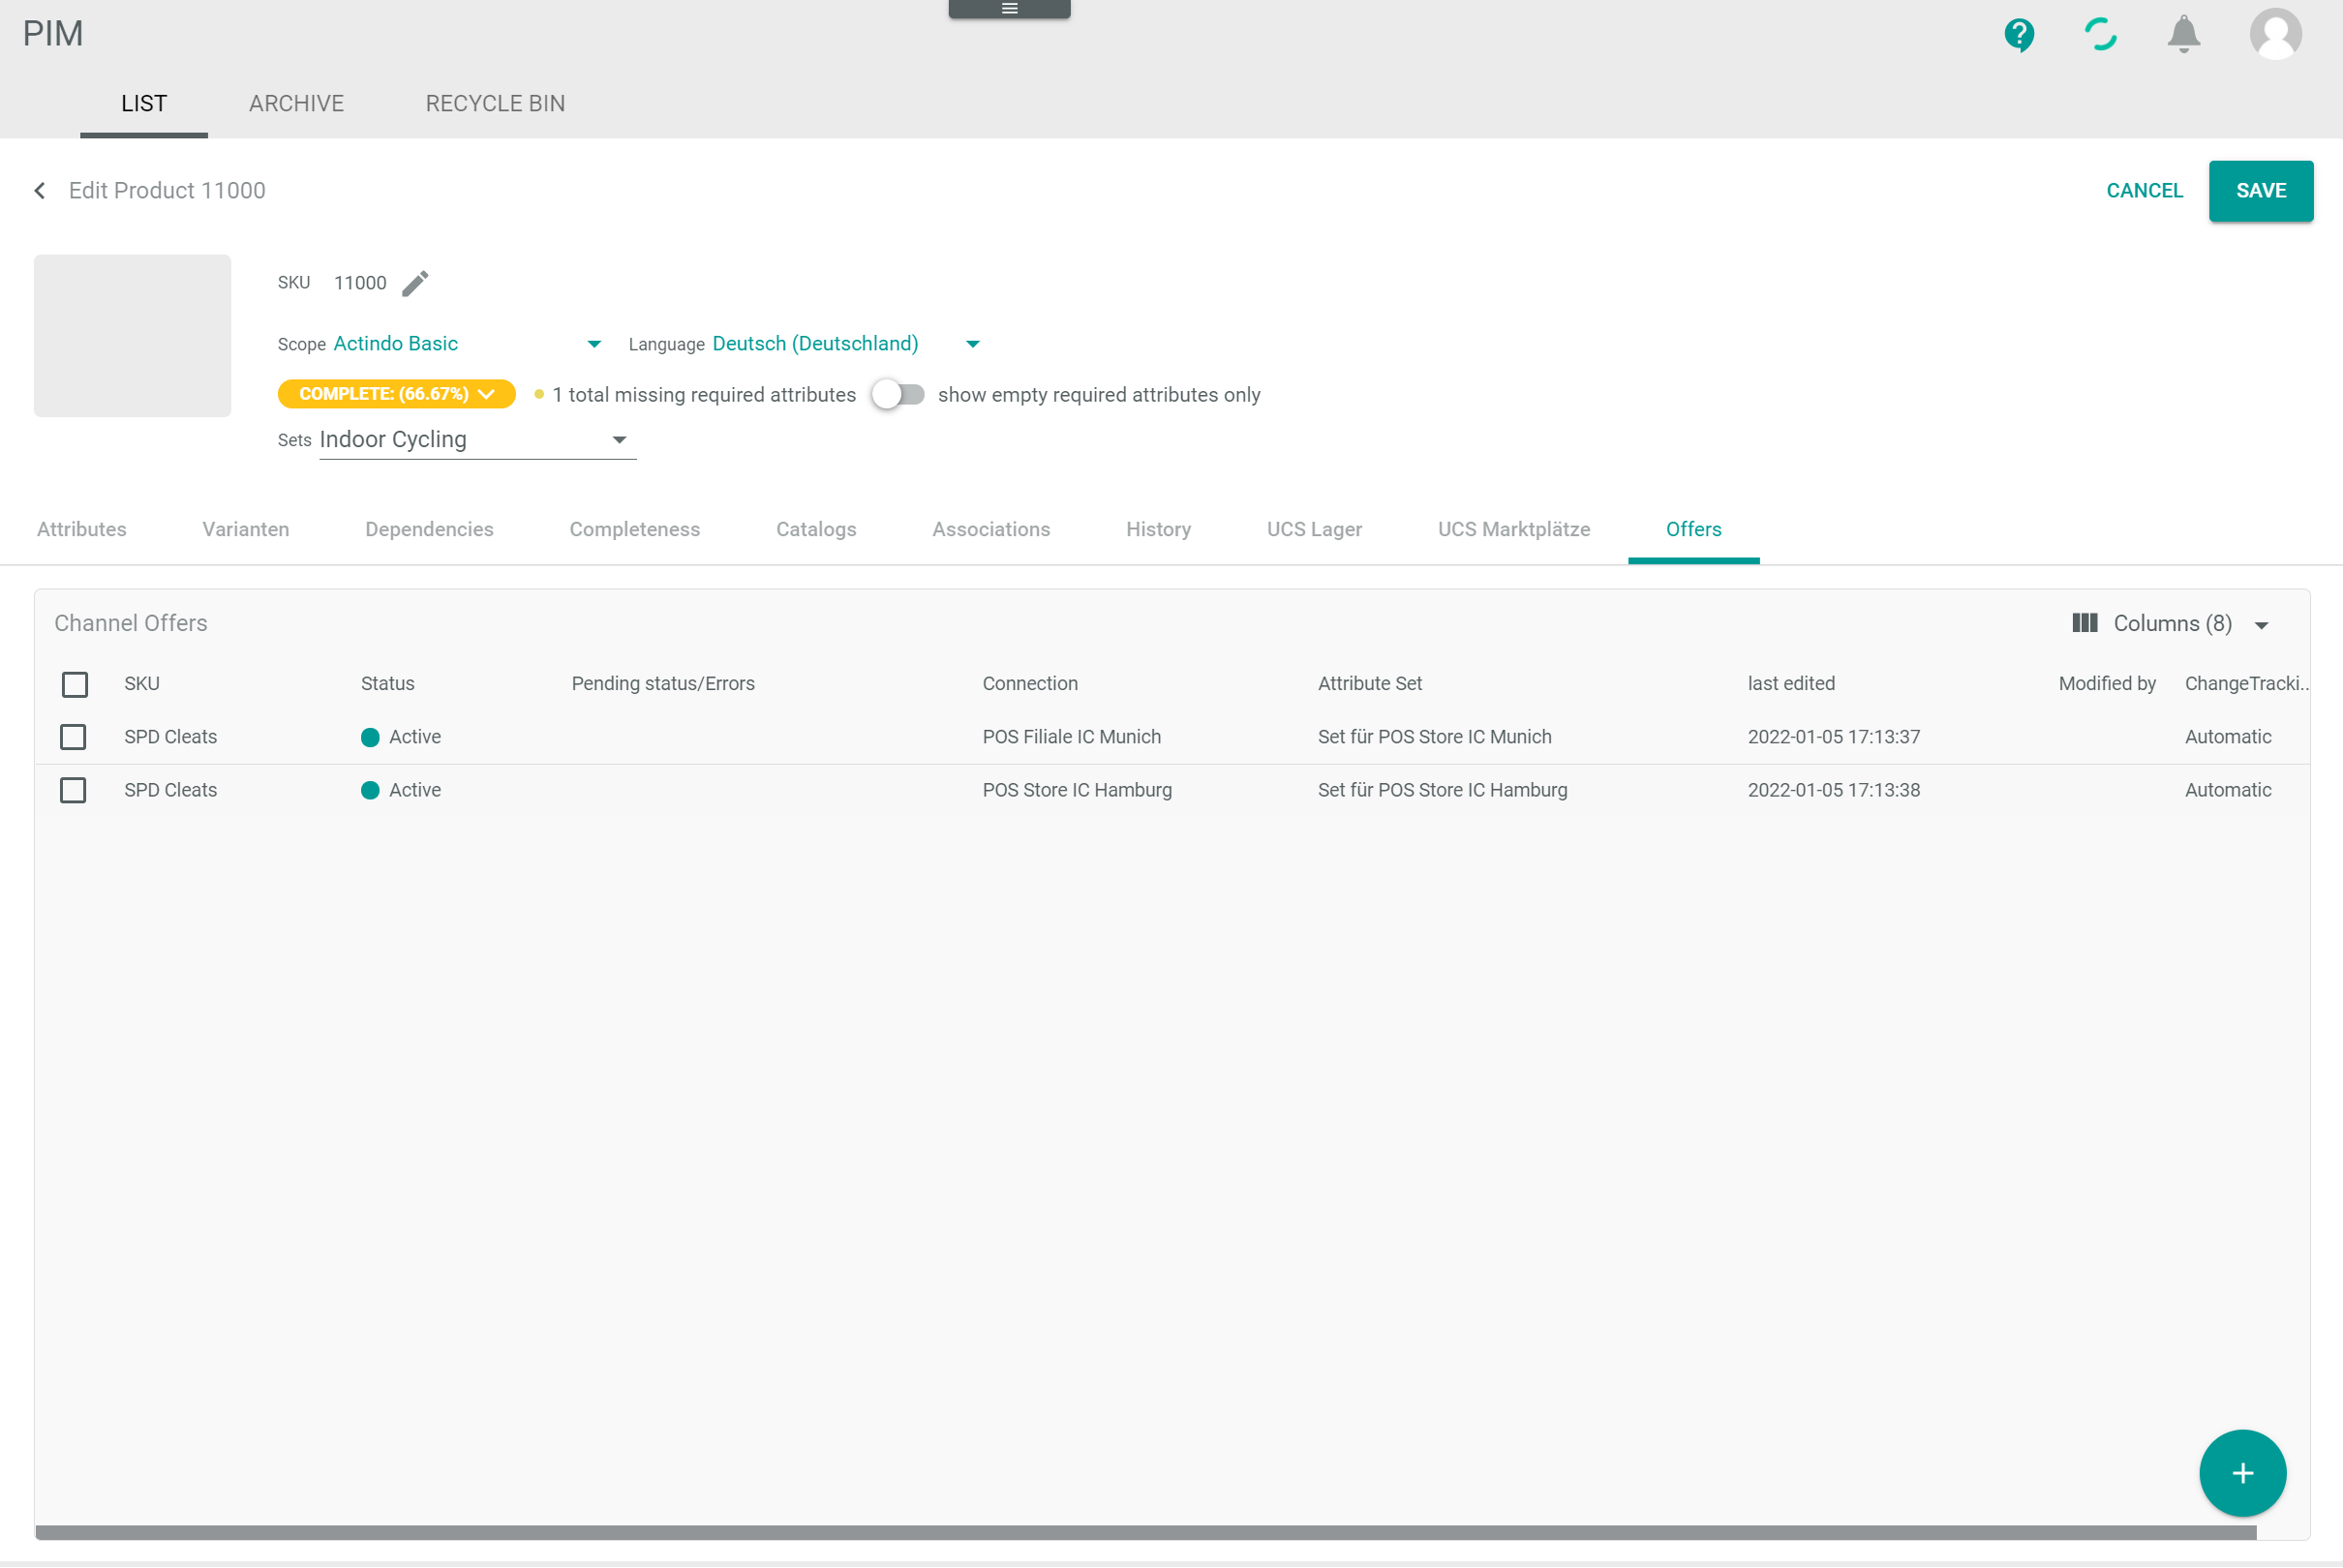 PIM
LIST ARCHIVE RECYCLE BIN
Edit Product 11000 CANCEL SAVE
SKU 11000
Scope Actindo Basic Language Deutsch (Deutschland)
COMPLETE: (66.67%) 1 total missing required attributes show empty required attributes only
Sets Indoor Cycling
Attributes Varianten Dependencies Completeness Catalogs Associations History UCS Lager UCS Marktplätze Offers
Channel Offers Columns (8)
SKU Status Pending status/Errors Connection Attribute Set last edited Modified by ChangeTracki..
SPD Cleats Active POS Filiale IC Munich Set für POS Store IC Munich 2022-01-05 17:13:37 Automatic
SPD Cleats Active POS Store IC Hamburg Set für POS Store IC Hamburg 2022-01-05 17:13:38 Automatic